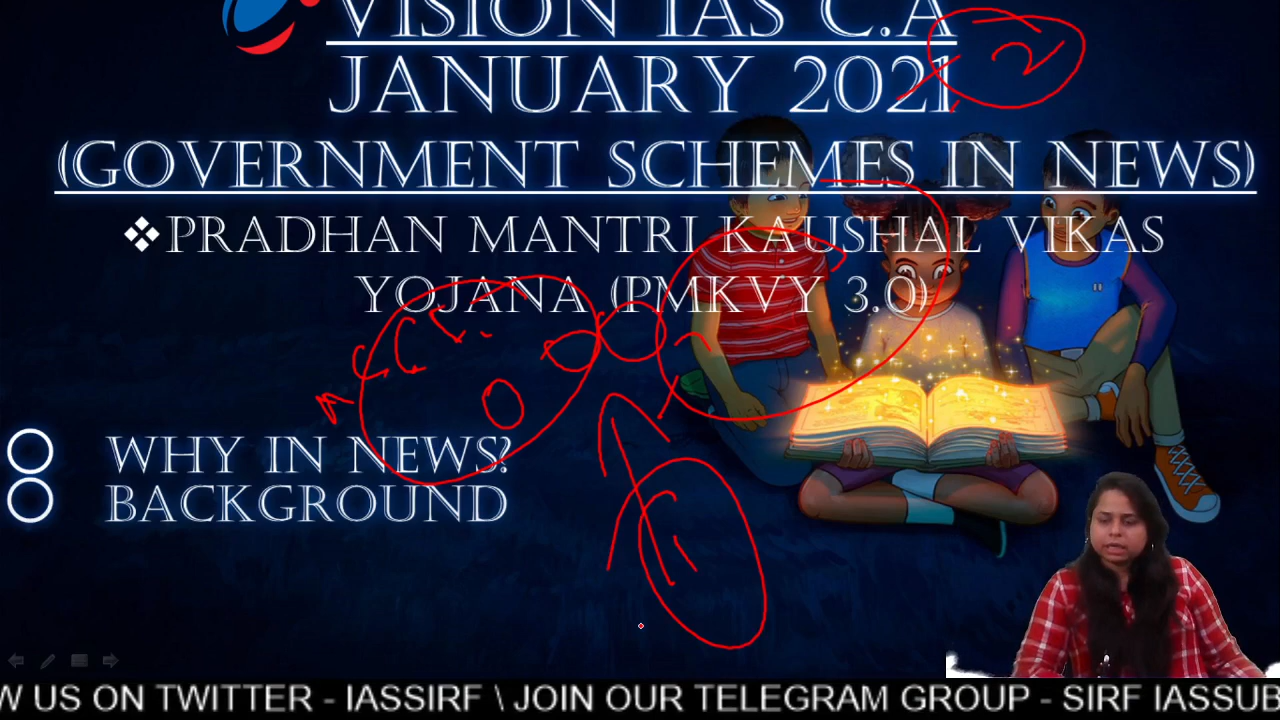 VISION IAS C.A
JANUARY 2021
(GOVERNMENT SCHEMES IN NEWS)
❖PRADHAN MANTRI KAUSHAL VIKAS
YOJANA (PMKVY 3.0)
WHY IN NEWS?
BACKGROUND
W US ON TWITTER - IASSIRF \ JOIN OUR TELEGRAM GROUP - SIRF IASSUB